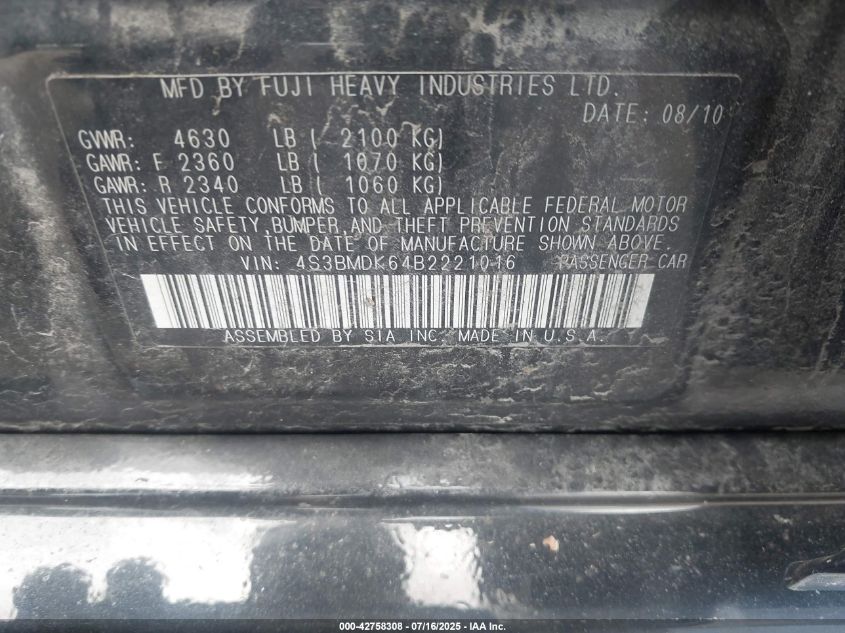 MFD BY FUJI HEAVY INDUSTRIES LTD.
DATE: 08/10
GVWR: 4630 LB ( 2100 KG)
GAWR: F 2360 LB ( 1070 KG)
GAWR: R 2340 LB ( 1060 KG)
THIS VEHICLE CONFORMS TO ALL APPLICABLE FEDERAL MOTOR
VEHICLE SAFETY, BUMPER, AND THEFT PREVENTION STANDARDS
IN EFFECT ON THE DATE OF MANUFACTURE SHOWN ABOVE.
VIN: 4S3BMDK64B2221016 PASSENGER CAR
ASSEMBLED BY SIA INC. MADE IN U.S.A.
000-42758308 - 07/16/2025 - IAA Inc.